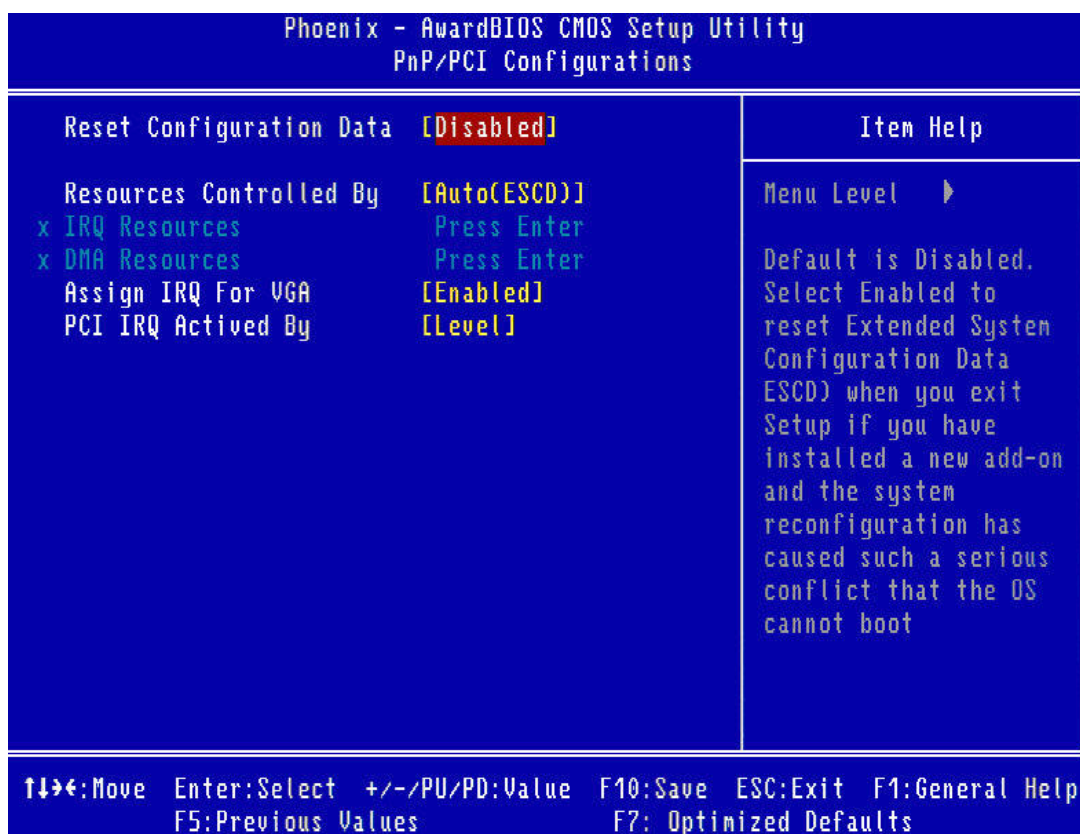 Phoenix - AwardBIOS CMOS Setup Utility
PnP/PCI Configurations
Reset Configuration Data [Disabled]
Resources Controlled By [Auto(ESCD)]
x IRQ Resources Press Enter
x DMA Resources Press Enter
Assign IRQ For VGA [Enabled]
PCI IRQ Actived By [Level]
Item Help
Menu Level
Default is Disabled.
Select Enabled to
reset Extended System
Configuration Data
ESCD) when you exit
Setup if you have
installed a new add-on
and the system
reconfiguration has
caused such a serious
conflict that the OS
cannot boot
↑↓→←:Move Enter:Select +/-/PU/PD:Value F10:Save ESC:Exit F1:General Help
F5:Previous Values F7: Optimized Defaults